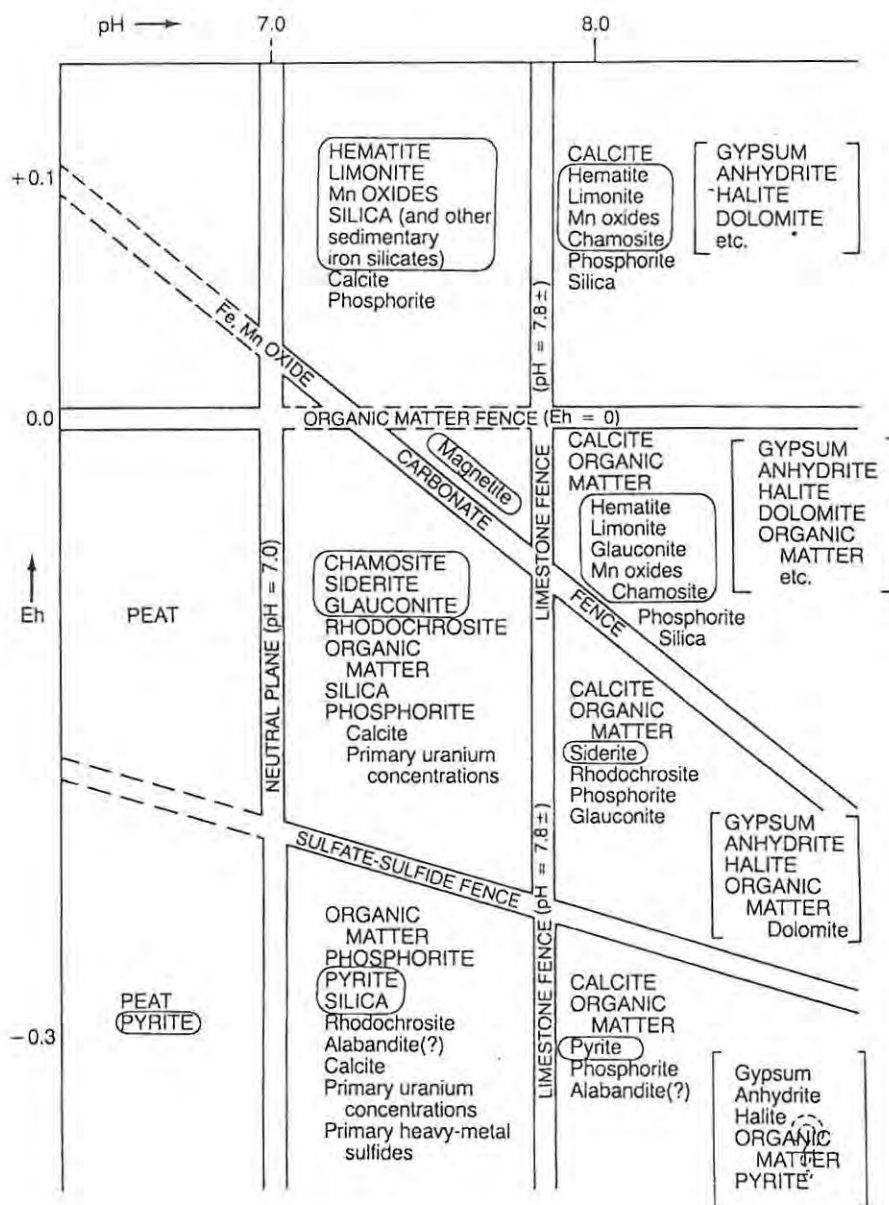 pH
7.0
8.0
+0.1
0.0
Eh
-0.3
HEMATITE
LIMONITE
Mn OXIDES
SILICA (and other
sedimentary
iron silicates)
Calcite
Phosphorite
CALCITE
Hematite
Limonite
Mn oxides
Chamosite
Phosphorite
Silica
GYPSUM
ANHYDRITE
HALITE
DOLOMITE
etc.
Fe, Mn OXIDE
CARBONATE
FENCE
(pH = 7.8±)
ORGANIC MATTER FENCE (Eh = 0)
Magnetite
LIMESTONE FENCE
NEUTRAL PLANE (pH = 7.0)
PEAT
CHAMOSITE
SIDERITE
GLAUCONITE
RHODOCHROSITE
ORGANIC
MATTER
SILICA
PHOSPHORITE
Calcite
Primary uranium
concentrations
CALCITE
ORGANIC
MATTER
Hematite
Limonite
Glauconite
Mn oxides
Chamosite
Phosphorite
Silica
GYPSUM
ANHYDRITE
HALITE
DOLOMITE
ORGANIC
MATTER
etc.
CALCITE
ORGANIC
MATTER
Siderite
Rhodochrosite
Phosphorite
Glauconite
GYPSUM
ANHYDRITE
HALITE
ORGANIC
MATTER
Dolomite
SULFATE-SULFIDE FENCE
LIMESTONE FENCE (pH = 7.8±)
PEAT
PYRITE
ORGANIC
MATTER
PHOSPHORITE
PYRITE
SILICA
Rhodochrosite
Alabandite(?)
Calcite
Primary uranium
concentrations
Primary heavy-metal
sulfides
CALCITE
ORGANIC
MATTER
Pyrite
Phosphorite
Alabandite(?)
Gypsum
Anhydrite
Halite
ORGANIC
MATTER
PYRITE